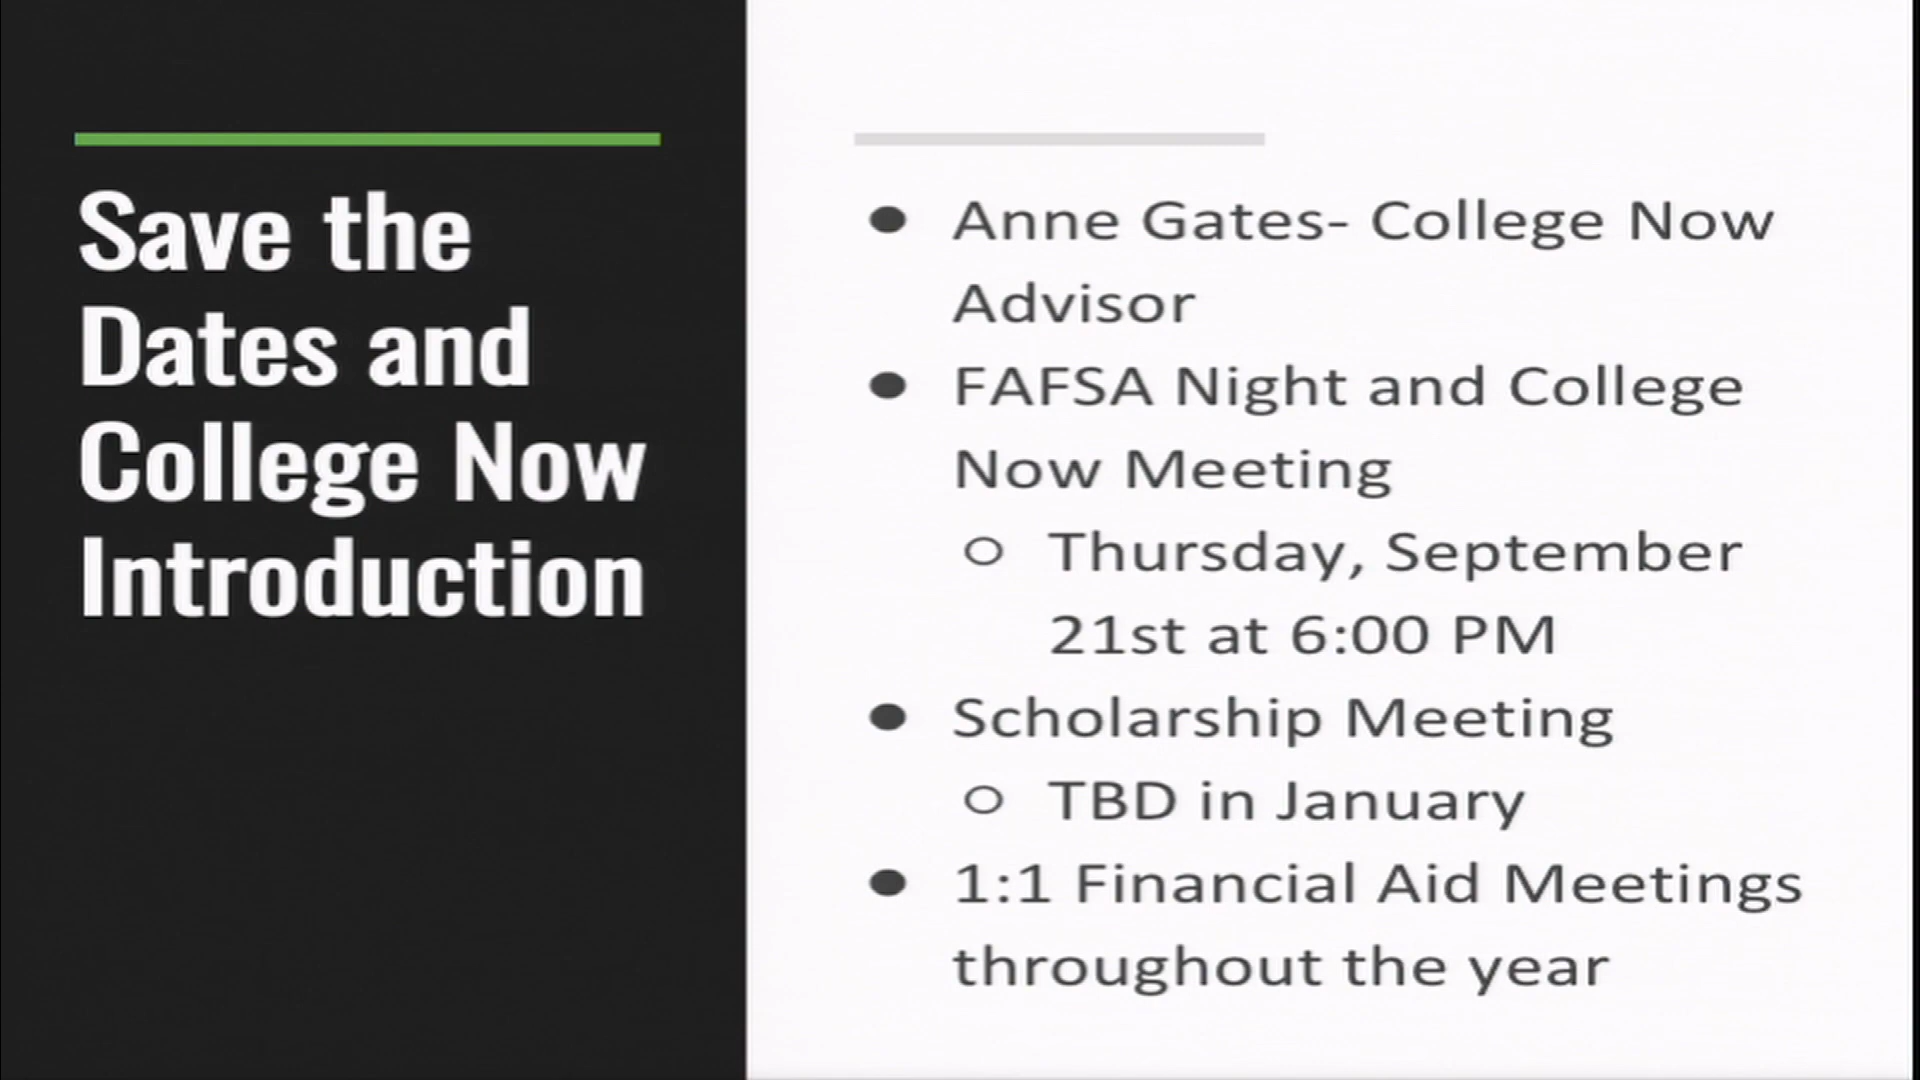 Save the
Dates and
College Now
Introduction
● Anne Gates- College Now
Advisor
● FAFSA Night and College
Now Meeting
○ Thursday, September
21st at 6:00 PM
● Scholarship Meeting
○ TBD in January
● 1:1 Financial Aid Meetings
throughout the year